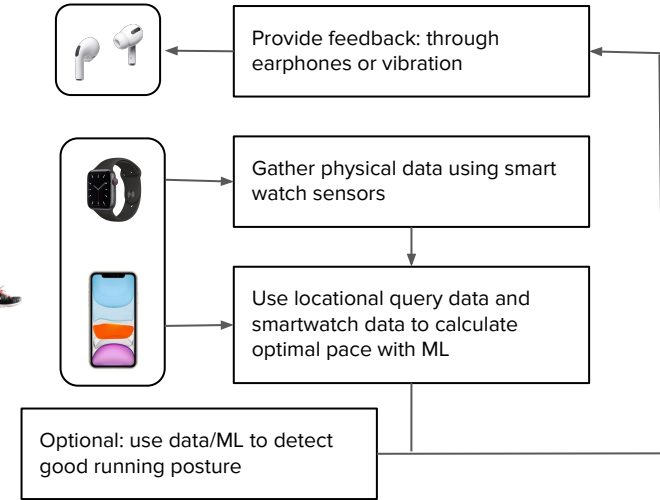 Provide feedback: through
earphones or vibration
Gather physical data using smart
watch sensors
Use locational query data and
smartwatch data to calculate
optimal pace with ML
Optional: use data/ML to detect
good running posture